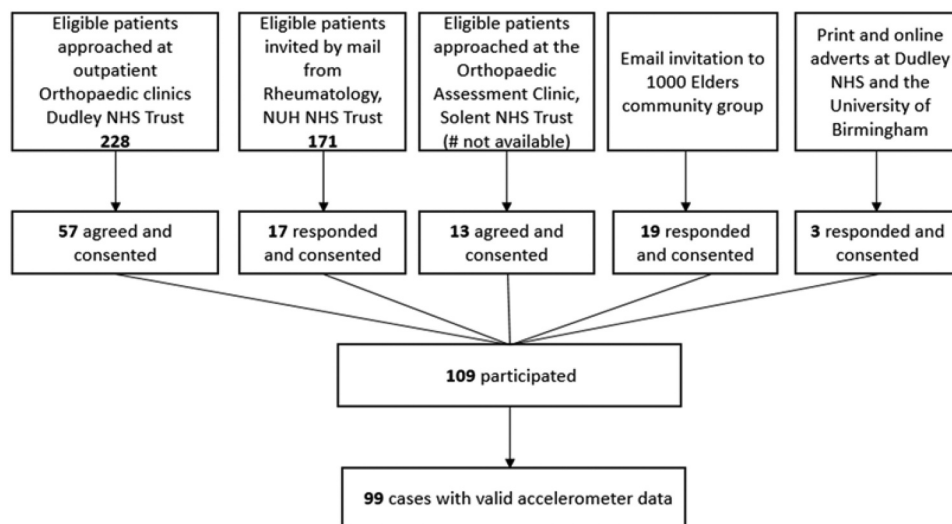 Eligible patients
approached at
outpatient
Orthopaedic clinics
Dudley NHS Trust
228
Eligible patients
invited by mail
from
Rheumatology,
NUH NHS Trust
171
Eligible patients
approached at the
Orthopaedic
Assessment Clinic,
Solent NHS Trust
(# not available)
Email invitation to
1000 Elders
community group
Print and online
adverts at Dudley
NHS and the
University of
Birmingham
57 agreed and
consented
17 responded
and consented
13 agreed and
consented
19 responded
and consented
3 responded and
consented
109 participated
99 cases with valid accelerometer data